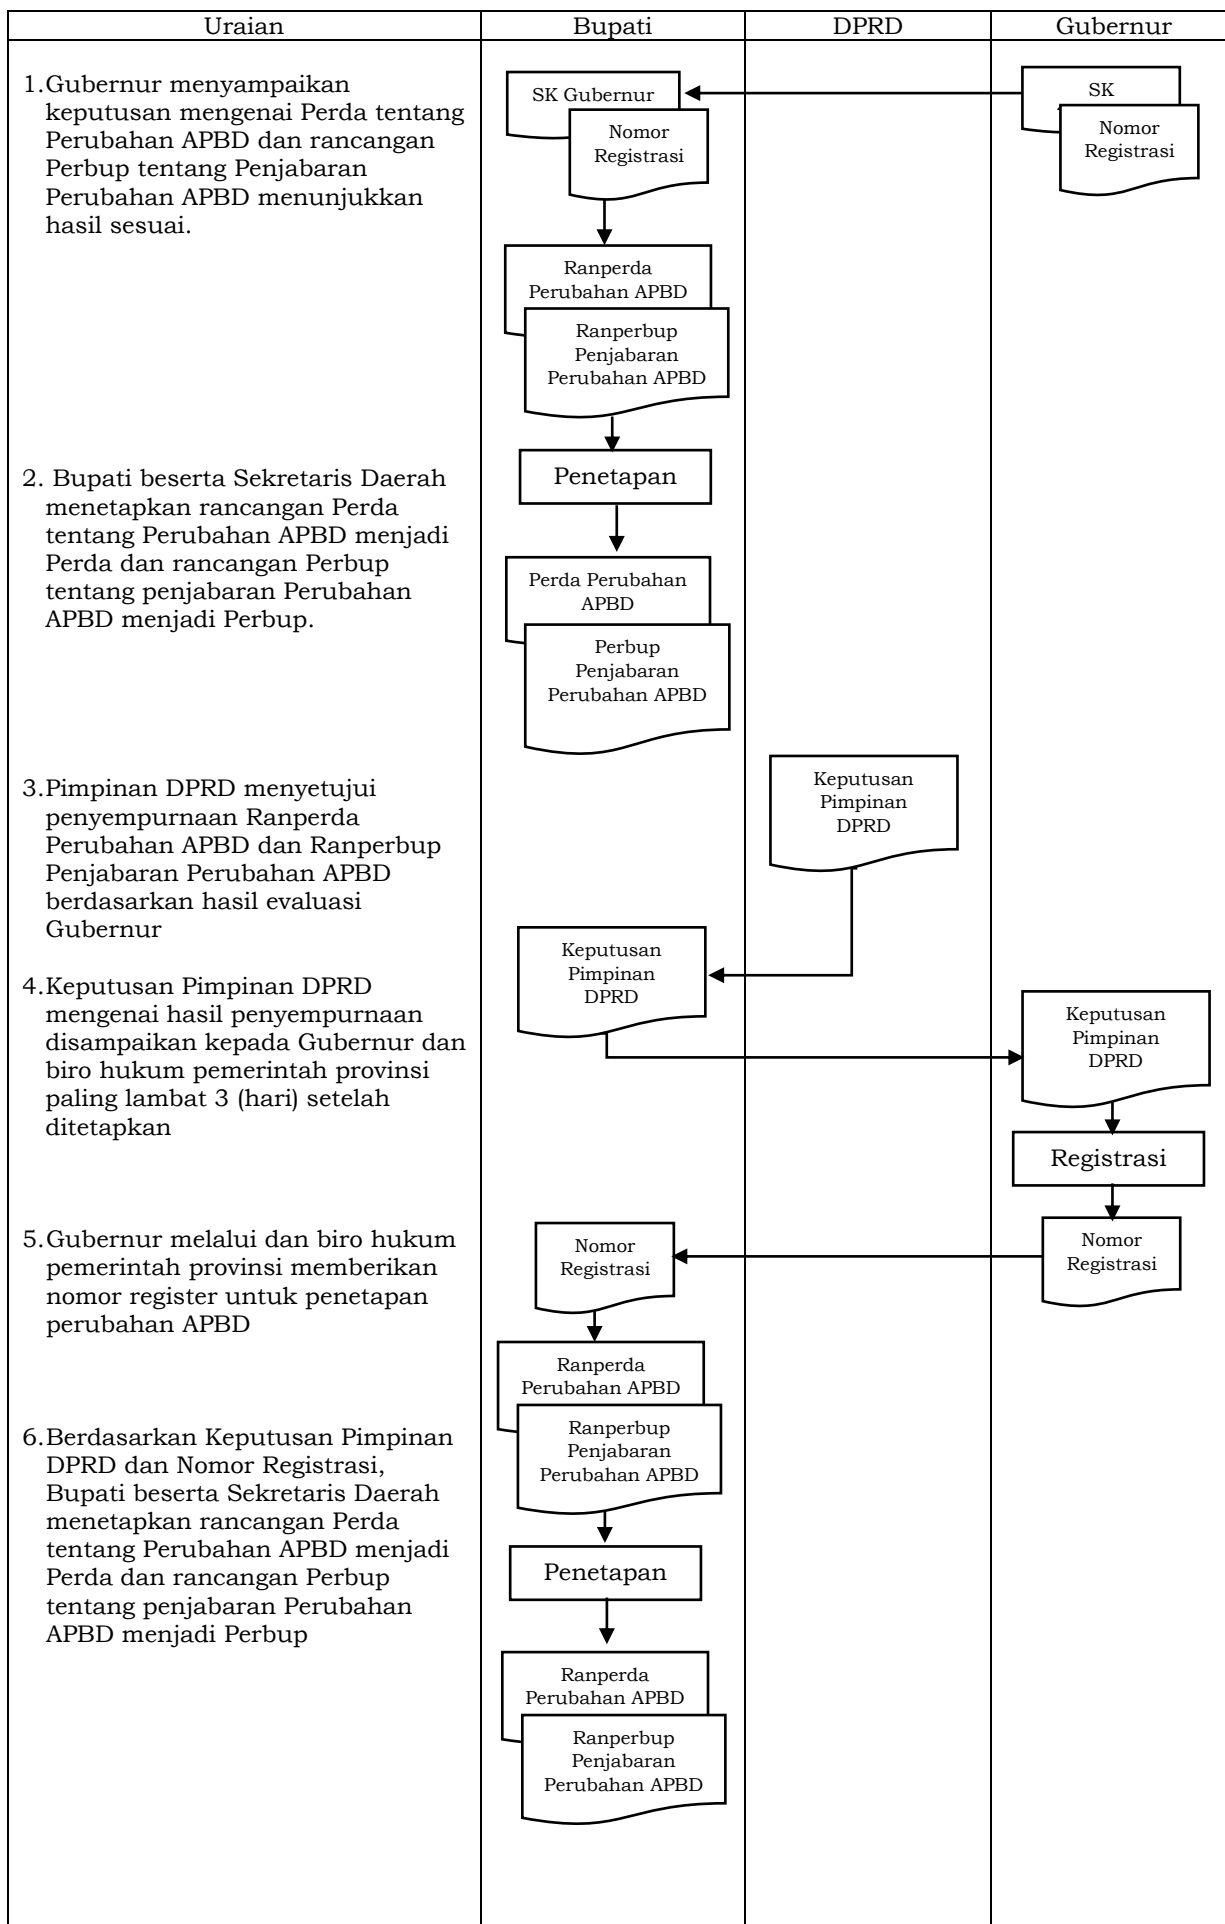 Uraian
Bupati
DPRD
Gubernur
1.Gubernur menyampaikan
keputusan mengenai Perda tentang
Perubahan APBD dan rancangan
Perbup tentang Penjabaran
Perubahan APBD menunjukkan
hasil sesuai.
SK Gubernur
Nomor
Registrasi
SK
Nomor
Registrasi
Ranperda
Perubahan APBD
Ranperbup
Penjabaran
Perubahan APBD
2. Bupati beserta Sekretaris Daerah
menetapkan rancangan Perda
tentang Perubahan APBD menjadi
Perda dan rancangan Perbup
tentang penjabaran Perubahan
APBD menjadi Perbup.
Penetapan
Perda Perubahan
APBD
Perbup
Penjabaran
Perubahan APBD
3.Pimpinan DPRD menyetujui
penyempurnaan Ranperda
Perubahan APBD dan Ranperbup
Penjabaran Perubahan APBD
berdasarkan hasil evaluasi
Gubernur
Keputusan
Pimpinan
DPRD
Keputusan
Pimpinan
DPRD
4.Keputusan Pimpinan DPRD
mengenai hasil penyempurnaan
disampaikan kepada Gubernur dan
biro hukum pemerintah provinsi
paling lambat 3 (hari) setelah
ditetapkan
Keputusan
Pimpinan
DPRD
Registrasi
5.Gubernur melalui dan biro hukum
pemerintah provinsi memberikan
nomor register untuk penetapan
perubahan APBD
Nomor
Registrasi
Nomor
Registrasi
Ranperda
Perubahan APBD
Ranperbup
Penjabaran
Perubahan APBD
6.Berdasarkan Keputusan Pimpinan
DPRD dan Nomor Registrasi,
Bupati beserta Sekretaris Daerah
menetapkan rancangan Perda
tentang Perubahan APBD menjadi
Perda dan rancangan Perbup
tentang penjabaran Perubahan
APBD menjadi Perbup
Penetapan
Ranperda
Perubahan APBD
Ranperbup
Penjabaran
Perubahan APBD